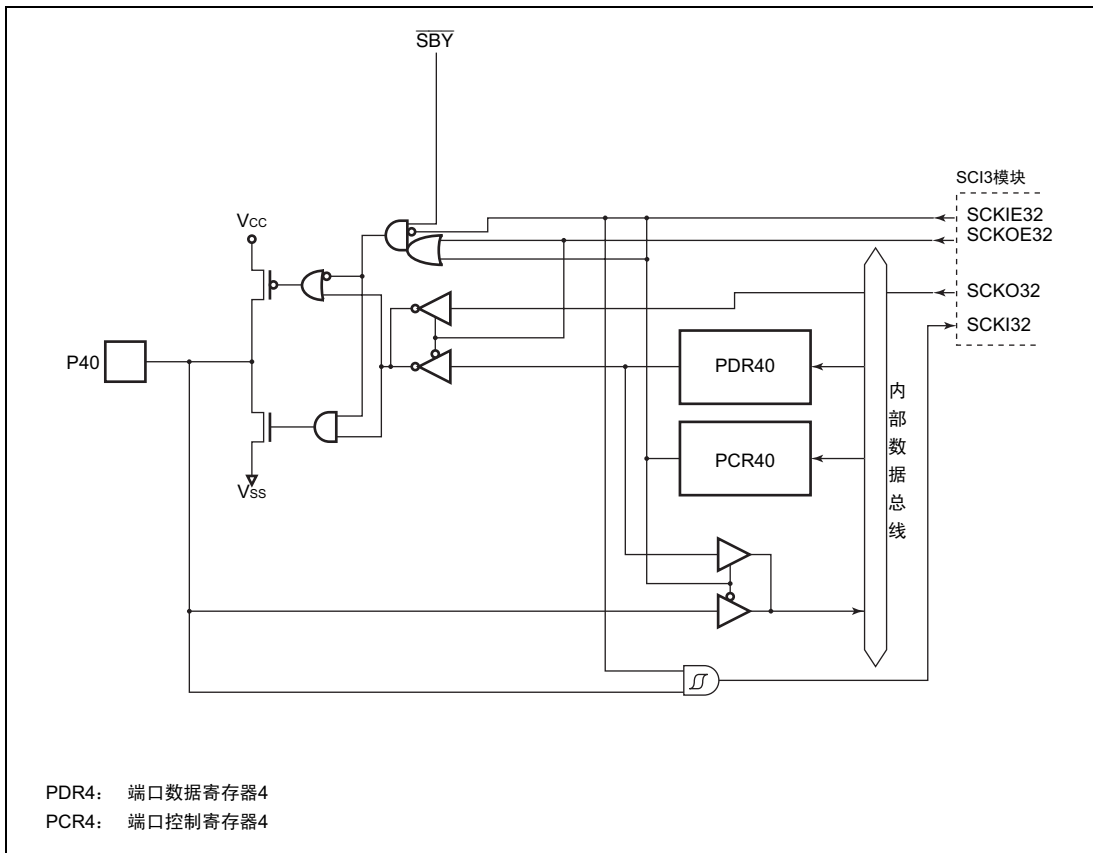 SBY
SCI3模块
SCKIE32
SCKOE32
SCKO32
SCKI32
VCC
P40
VSS
PDR40
PCR40
内部数据总线
PDR4： 端口数据寄存器4
PCR4： 端口控制寄存器4